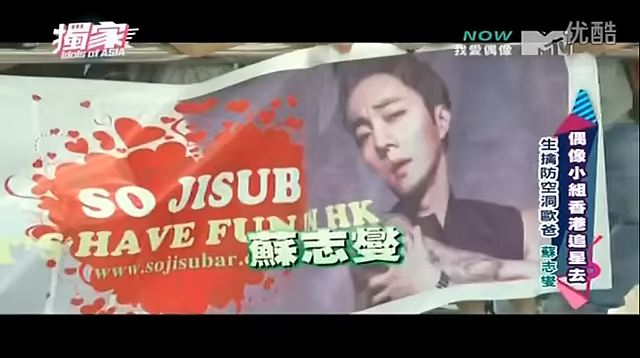 獨家
idols of ASIA
NOW
我愛偶像
MTV
优酷
SO JISUB
HAVE FUN IN HK
www.sojisubar.
蘇志燮
偶像小組香港追星去
生擒防空洞歐爸 蘇志燮